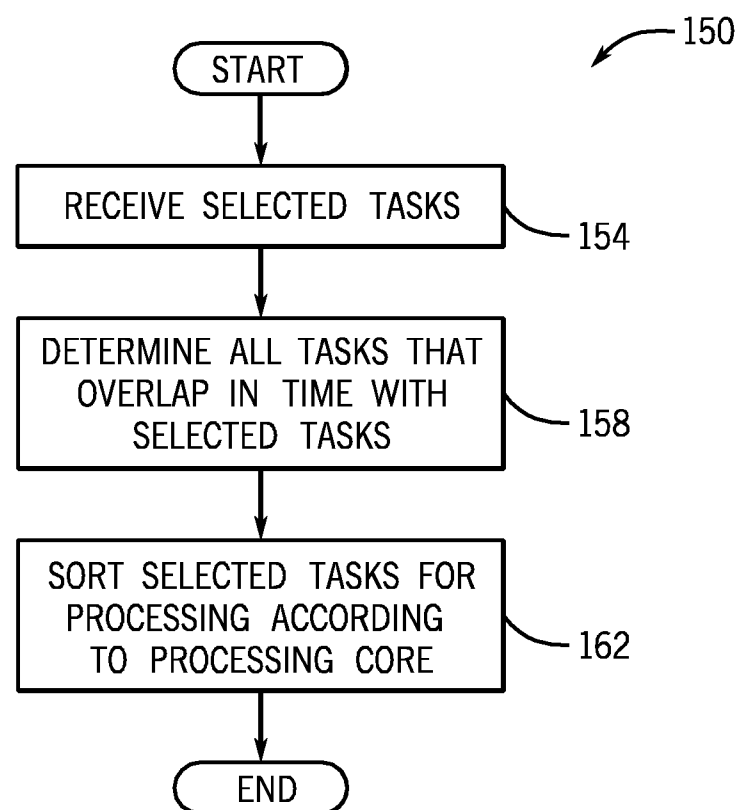 150
START
RECEIVE SELECTED TASKS
154
DETERMINE ALL TASKS THAT
OVERLAP IN TIME WITH
SELECTED TASKS
158
SORT SELECTED TASKS FOR
PROCESSING ACCORDING
TO PROCESSING CORE
162
END